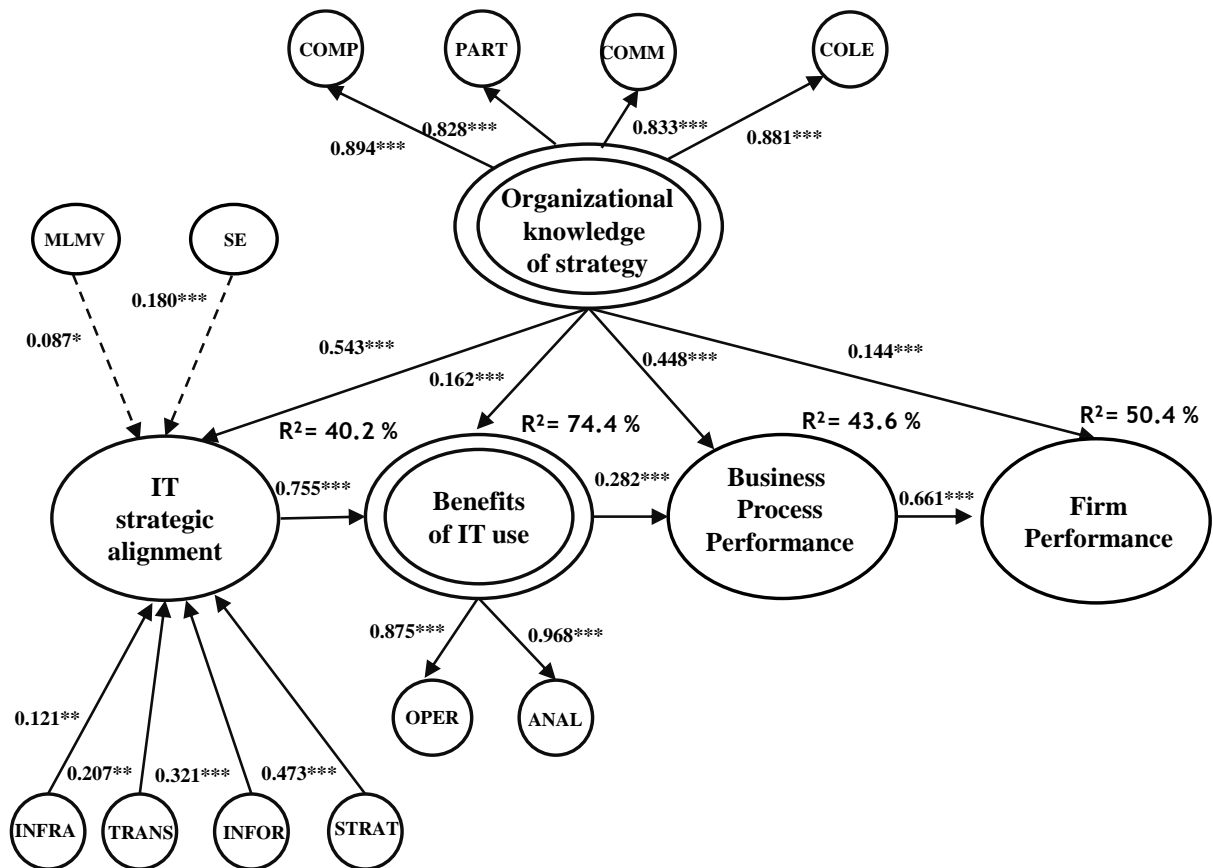 COMP
PART
COMM
COLE
0.894***
0.828***
0.833***
0.881***
Organizational
knowledge
of strategy
MLMV
SE
0.180***
0.087*
0.543***
0.162***
0.448***
0.144***
R²= 40.2 %
R²= 74.4 %
R²= 43.6 %
R²= 50.4 %
IT
strategic
alignment
0.755***
Benefits
of IT use
0.282***
Business
Process
Performance
0.661***
Firm
Performance
0.875***
0.968***
OPER
ANAL
0.121**
0.207**
0.321***
0.473***
INFRA
TRANS
INFOR
STRAT